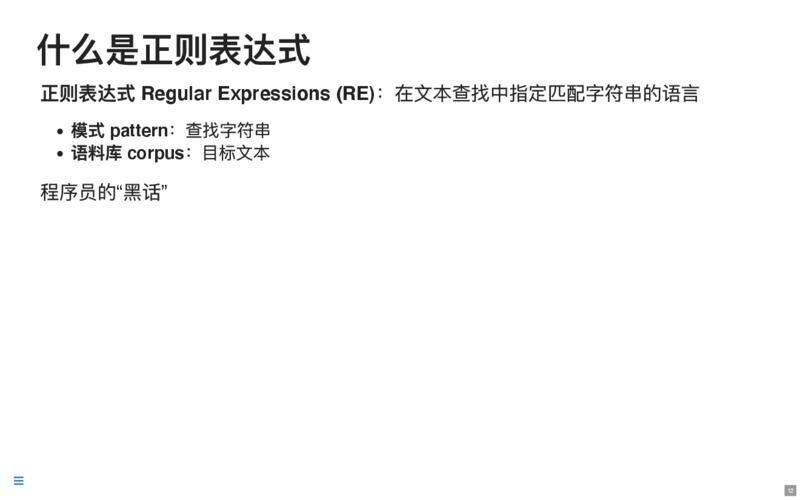 什么是正则表达式
正则表达式 Regular Expressions (RE)：在文本查找中指定匹配字符串的语言
• 模式 pattern：查找字符串
• 语料库 corpus：目标文本
程序员的“黑话”
12